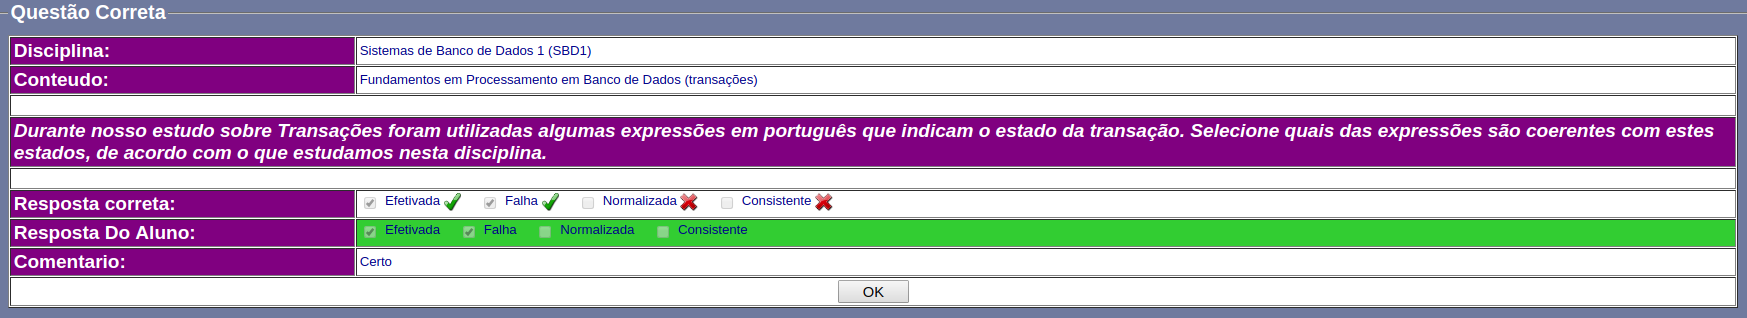 Questão Correta
Disciplina: Sistemas de Banco de Dados 1 (SBD1)
Conteudo: Fundamentos em Processamento em Banco de Dados (transações)
Durante nosso estudo sobre Transações foram utilizadas algumas expressões em português que indicam o estado da transação. Selecione quais das expressões são coerentes com estes
estados, de acordo com o que estudamos nesta disciplina.
Resposta correta: Efetivada Falha Normalizada Consistente
Resposta Do Aluno: Efetivada Falha Normalizada Consistente
Comentario: Certo
OK